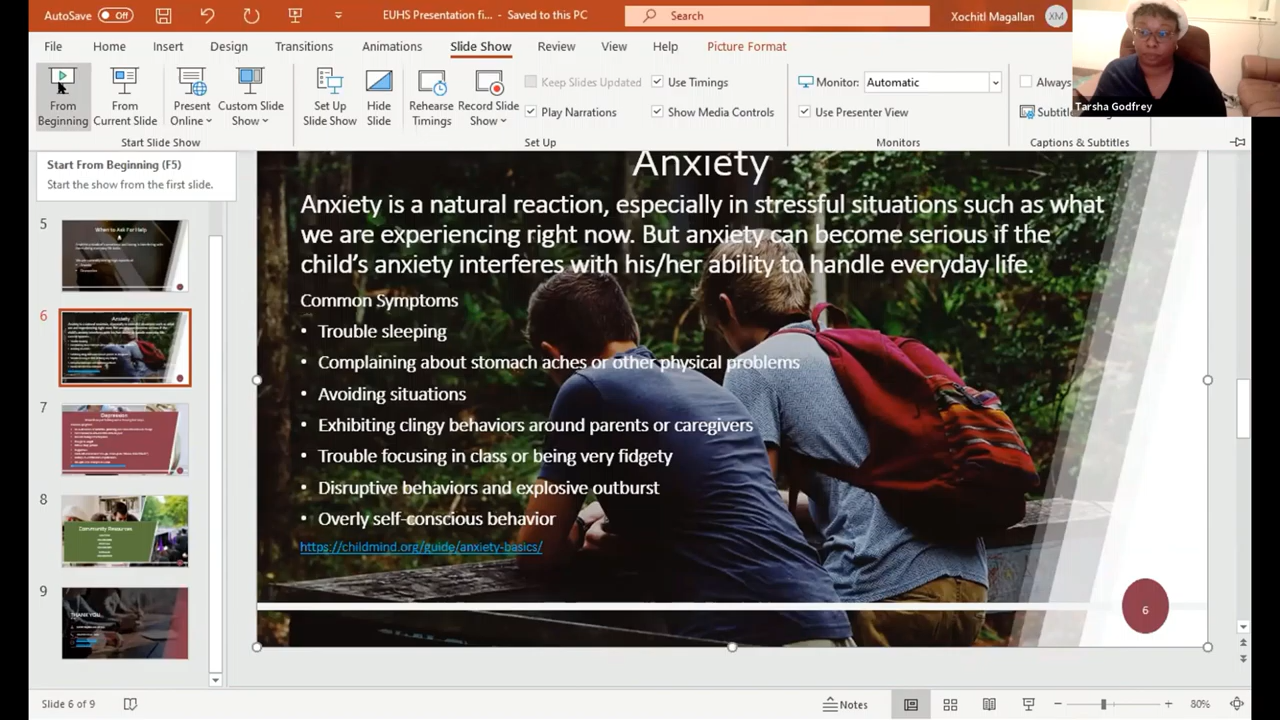 AutoSave Off
EUHS Presentation fi... - Saved to this PC
Search
Xochitl Magallan
XM
File Home Insert Design Transitions Animations Slide Show Review View Help Picture Format
From Beginning
From Current Slide
Present Online
Custom Slide Show
Set Up Slide Show
Hide Slide
Rehearse Timings
Record Slide Show
Keep Slides Updated
Play Narrations
Use Timings
Show Media Controls
Monitor: Automatic
Use Presenter View
Always
Subtitl
Tarsha Godfrey
Start Slide Show
Set Up
Monitors
Captions & Subtitles
Start From Beginning (F5)
Start the show from the first slide.
5
When to Ask For Help
6
Anxiety
7
Depression
8
Community Resources
9
THANK YOU
Anxiety
Anxiety is a natural reaction, especially in stressful situations such as what
we are experiencing right now. But anxiety can become serious if the
child's anxiety interferes with his/her ability to handle everyday life.
Common Symptoms
• Trouble sleeping
• Complaining about stomach aches or other physical problems
• Avoiding situations
• Exhibiting clingy behaviors around parents or caregivers
• Trouble focusing in class or being very fidgety
• Disruptive behaviors and explosive outburst
• Overly self-conscious behavior
https://childmind.org/guide/anxiety-basics/
6
Slide 6 of 9
Notes
80%